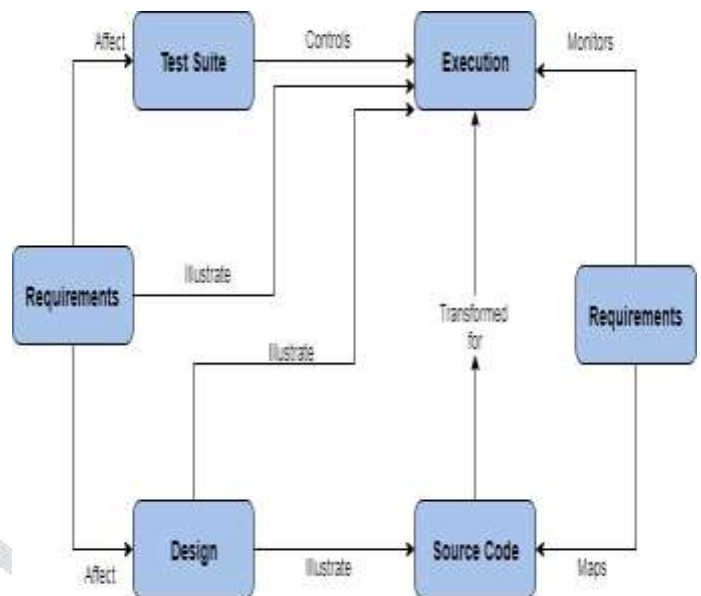 Affect
Controls
Monitors
Test Suite
Execution
Requirements
Illustrate
Requirements
Transformed
for
Illustrate
Design
Source Code
Affect
Illustrate
Maps